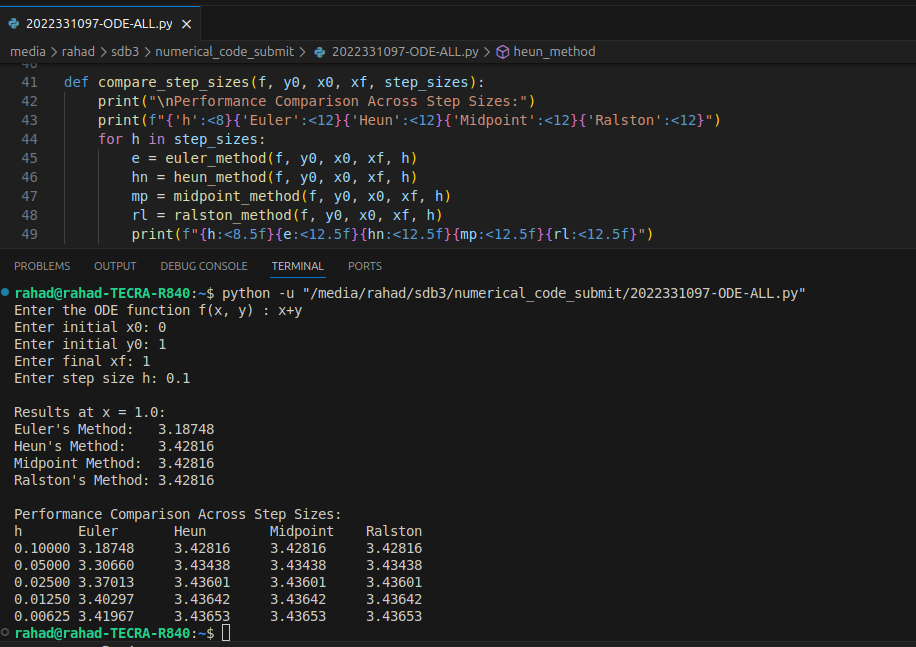 2022331097-ODE-ALL.py ×
media > rahad > sdb3 > numerical_code_submit > 2022331097-ODE-ALL.py > heun_method
40
41 def compare_step_sizes(f, y0, x0, xf, step_sizes):
42 print("\nPerformance Comparison Across Step Sizes:")
43 print(f"{'h':<8}{'Euler':<12}{'Heun':<12}{'Midpoint':<12}{'Ralston':<12}")
44 for h in step_sizes:
45 e = euler_method(f, y0, x0, xf, h)
46 hn = heun_method(f, y0, x0, xf, h)
47 mp = midpoint_method(f, y0, x0, xf, h)
48 rl = ralston_method(f, y0, x0, xf, h)
49 print(f"{h:<8.5f}{e:<12.5f}{hn:<12.5f}{mp:<12.5f}{rl:<12.5f}")
PROBLEMS OUTPUT DEBUG CONSOLE TERMINAL PORTS
rahad@rahad-TECRA-R840:~$ python -u "/media/rahad/sdb3/numerical_code_submit/2022331097-ODE-ALL.py"
Enter the ODE function f(x, y) : x+y
Enter initial x0: 0
Enter initial y0: 1
Enter final xf: 1
Enter step size h: 0.1
Results at x = 1.0:
Euler's Method: 3.18748
Heun's Method: 3.42816
Midpoint Method: 3.42816
Ralston's Method: 3.42816
Performance Comparison Across Step Sizes:
h Euler Heun Midpoint Ralston
0.10000 3.18748 3.42816 3.42816 3.42816
0.05000 3.30660 3.43438 3.43438 3.43438
0.02500 3.37013 3.43601 3.43601 3.43601
0.01250 3.40297 3.43642 3.43642 3.43642
0.00625 3.41967 3.43653 3.43653 3.43653
rahad@rahad-TECRA-R840:~$